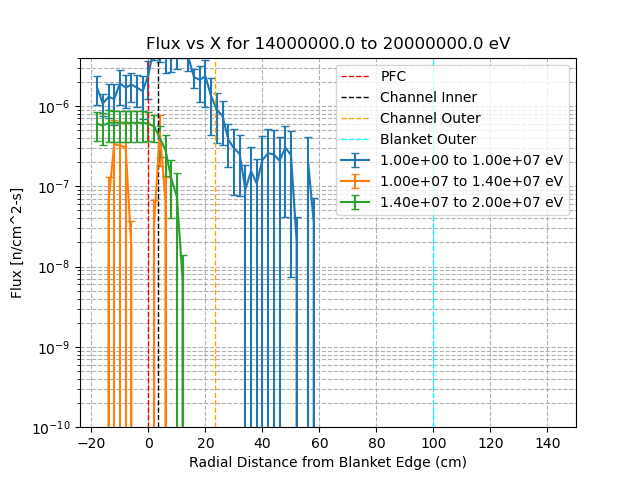 Flux vs X for 14000000.0 to 20000000.0 eV
Flux [n/cm^2-s]
10⁻⁶
10⁻⁷
10⁻⁸
10⁻⁹
10⁻¹⁰
PFC
Channel Inner
Channel Outer
Blanket Outer
1.00e+00 to 1.00e+07 eV
1.00e+07 to 1.40e+07 eV
1.40e+07 to 2.00e+07 eV
−20 0 20 40 60 80 100 120 140
Radial Distance from Blanket Edge (cm)